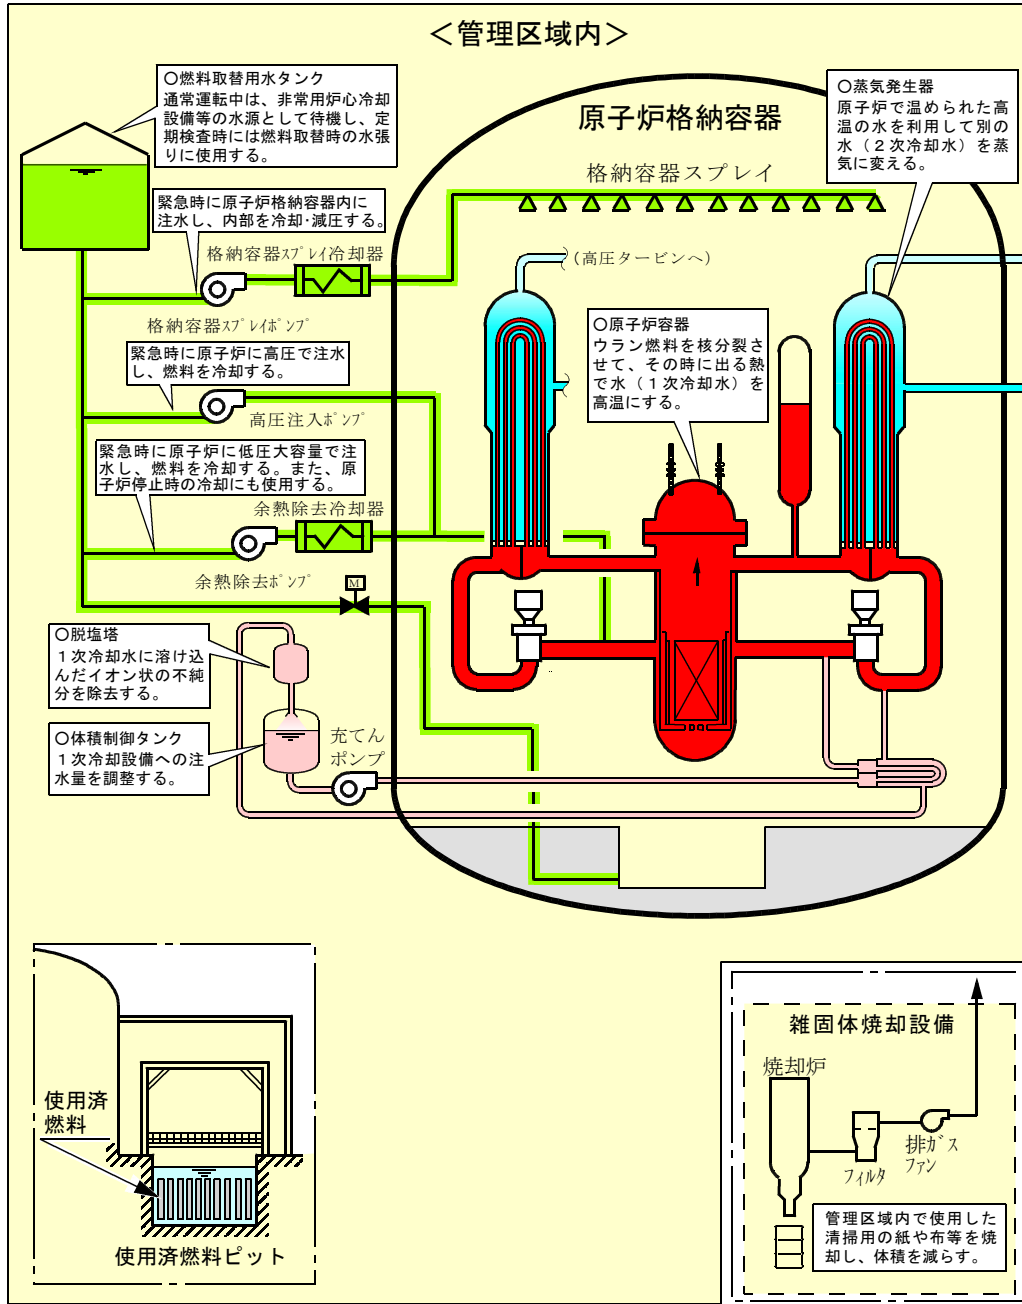 ＜管理区域内＞
○燃料取替用水タンク
通常運転中は、非常用炉心冷却
設備等の水源として待機し、定
期検査時には燃料取替時の水張
りに使用する。
原子炉格納容器
格納容器スプレイ
○蒸気発生器
原子炉で温められた高
温の水を利用して別の
水（２次冷却水）を蒸
気に変える。
緊急時に原子炉格納容器内に
注水し、内部を冷却･減圧する。
格納容器ｽﾌﾟﾚｲ冷却器
（高圧タービンへ）
格納容器ｽﾌﾟﾚｲﾎﾟﾝﾌﾟ
○原子炉容器
ウラン燃料を核分裂さ
せて、その時に出る熱
で水（１次冷却水）を
高温にする。
緊急時に原子炉に高圧で注水
し、燃料を冷却する。
高圧注入ﾎﾟﾝﾌﾟ
緊急時に原子炉に低圧大容量で注
水し、燃料を冷却する。また、原
子炉停止時の冷却にも使用する。
余熱除去冷却器
余熱除去ﾎﾟﾝﾌﾟ
M
○脱塩塔
１次冷却水に溶け込
んだイオン状の不純
分を除去する。
○体積制御タンク
１次冷却設備への注
水量を調整する。
充てん
ポンプ
使用済
燃料
使用済燃料ピット
雑固体焼却設備
焼却炉
排ｶﾞｽ
ﾌｧﾝ
ﾌｨﾙﾀ
管理区域内で使用した
清掃用の紙や布等を焼
却し、体積を減らす。